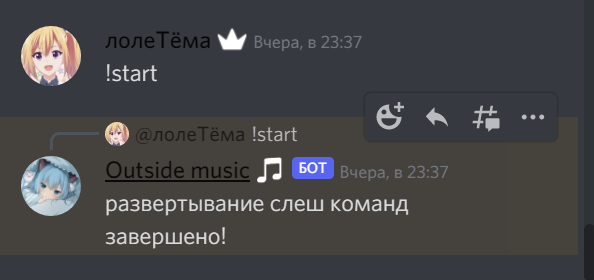 лолеТёма Вчера, в 23:37
!start
@лолеТёма !start
Outside music БОТ Вчера, в 23:37
развертывание слеш команд
завершено!